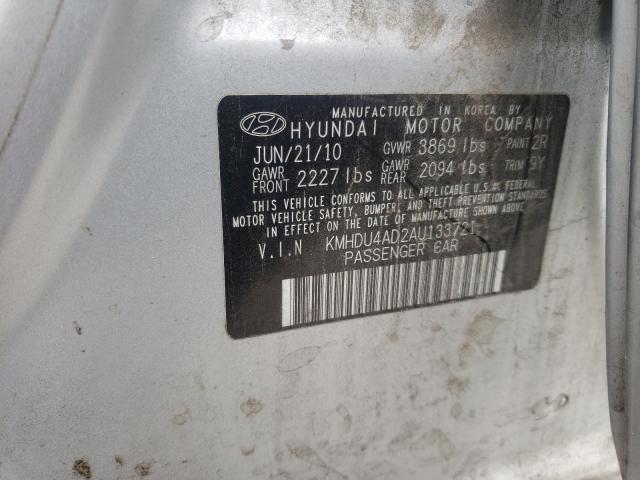 MANUFACTURED IN KOREA BY
HYUNDAI MOTOR COMPANY
JUN/21/10 GVWR 3869 lbs PAINT 2R
GAWR FRONT 2227 lbs GAWR REAR 2094 lbs TRIM 9Y
THIS VEHICLE CONFORMS TO ALL APPLICABLE U.S.A. FEDERAL
MOTOR VEHICLE SAFETY, BUMPER, AND THEFT PREVENTION STANDARDS
IN EFFECT ON THE DATE OF MANUFACTURE SHOWN ABOVE.
V.I.N
PASSENGER CAR